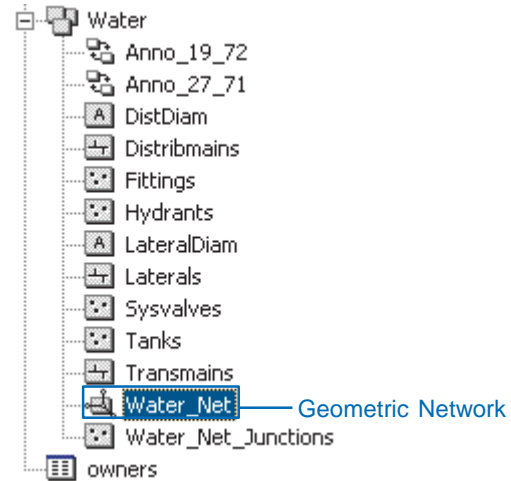 Water
Anno_19_72
Anno_27_71
A DistDiam
Distribmains
Fittings
Hydrants
A LateralDiam
Laterals
Sysvalves
Tanks
Transmains
Water_Net Geometric Network
Water_Net_Junctions
owners